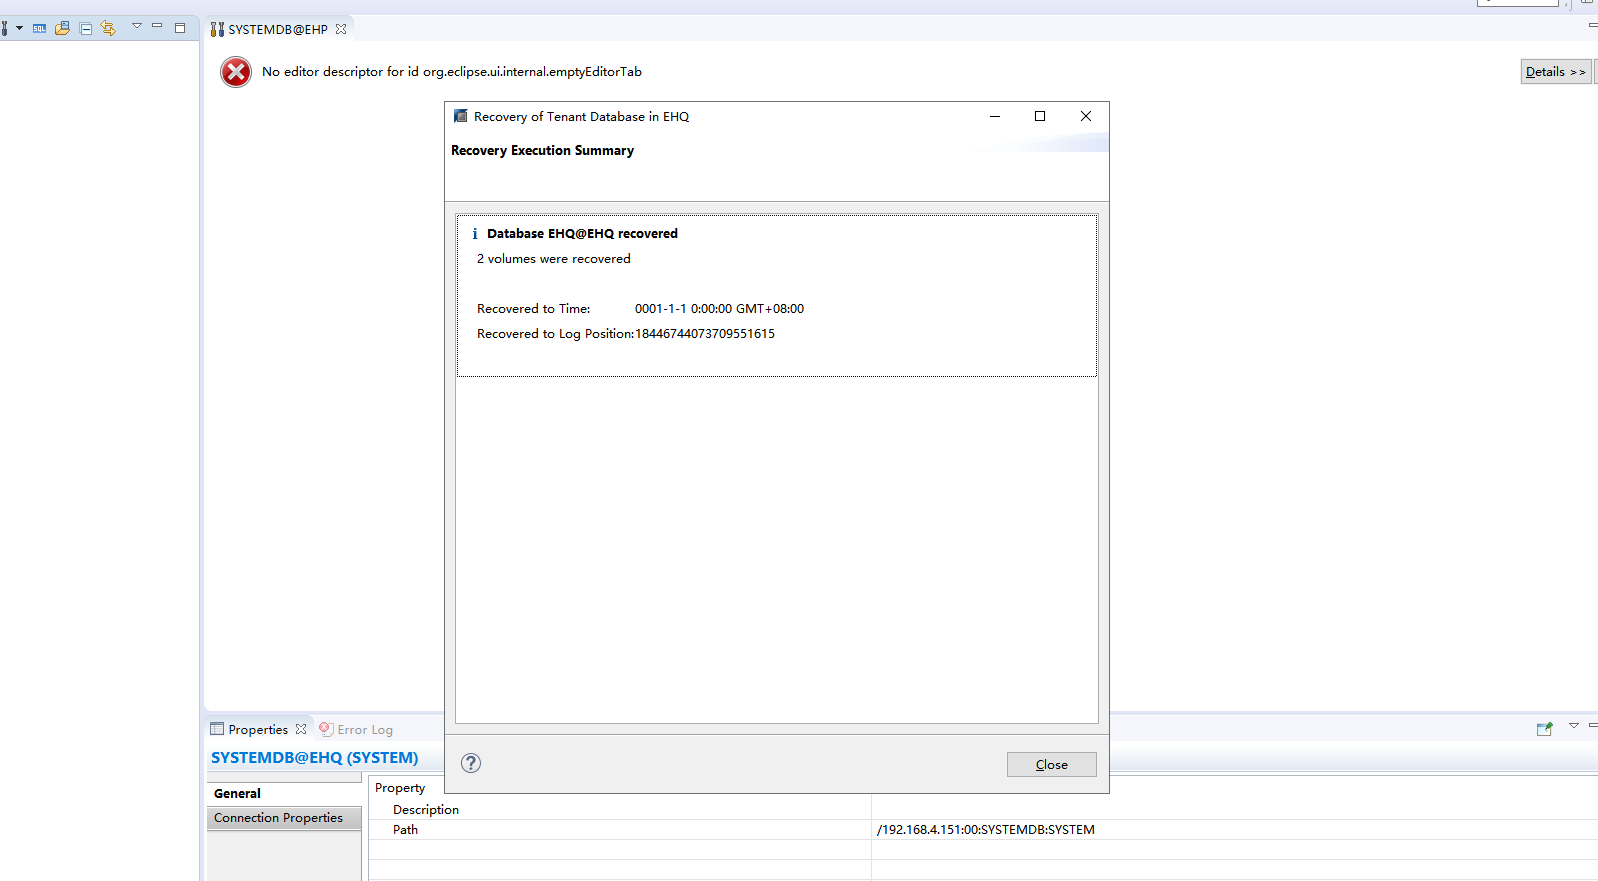 SQL
SYSTEMDB@EHP
No editor descriptor for id org.eclipse.ui.internal.emptyEditorTab
Details >>
Recovery of Tenant Database in EHQ
Recovery Execution Summary
Database EHQ@EHQ recovered
2 volumes were recovered
Recovered to Time: 0001-1-1 0:00:00 GMT+08:00
Recovered to Log Position: 18446744073709551615
Close
Properties
Error Log
SYSTEMDB@EHQ (SYSTEM)
General
Connection Properties
Property
Description
Path /192.168.4.151:00:SYSTEMDB:SYSTEM